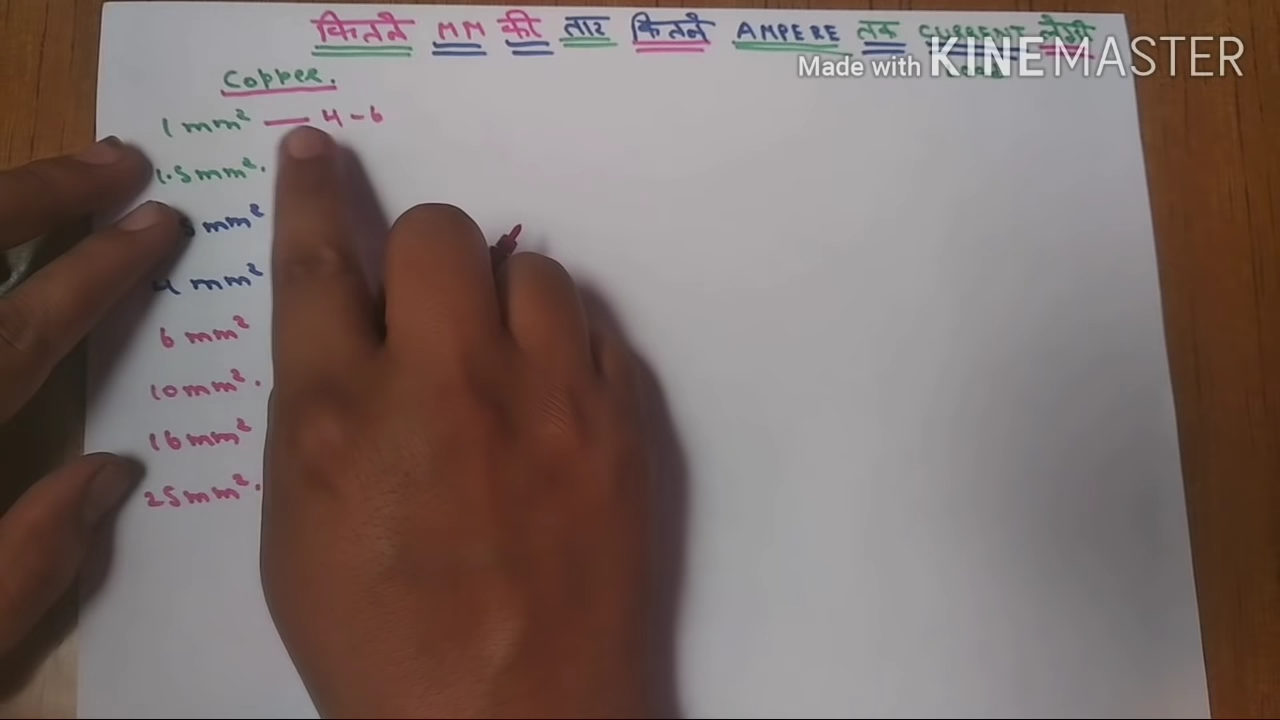 कितने MM की तार कितने AMPERE तक CURRENT लेगी
Made with KINEMASTER
Copper.
1 mm² — 4 - 6
1.5 mm².
mm²
4 mm²
6 mm²
10 mm².
16 mm²
25 mm².